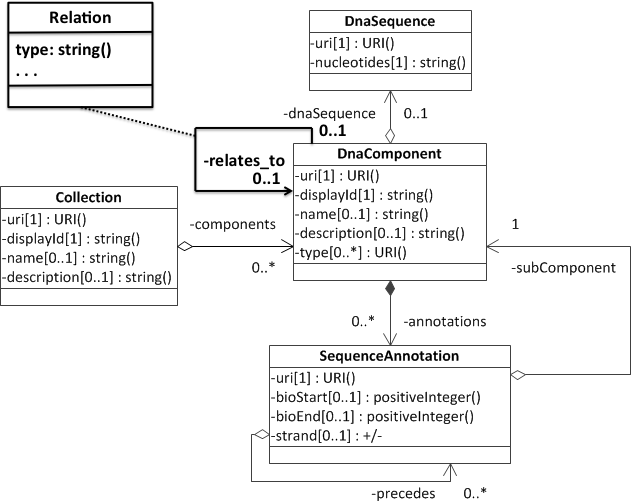 Relation
type: string()
. . .
DnaSequence
-uri[1] : URI()
-nucleotides[1] : string()
-dnaSequence
0..1
0..1
-relates_to
0..1
DnaComponent
-uri[1] : URI()
-displayId[1] : string()
-name[0..1] : string()
-description[0..1] : string()
-type[0..*] : URI()
Collection
-uri[1] : URI()
-displayId[1] : string()
-name[0..1] : string()
-description[0..1] : string()
-components
0..*
1
-subComponent
0..*
-annotations
SequenceAnnotation
-uri[1] : URI()
-bioStart[0..1] : positiveInteger()
-bioEnd[0..1] : positiveInteger()
-strand[0..1] : +/-
-precedes
0..*